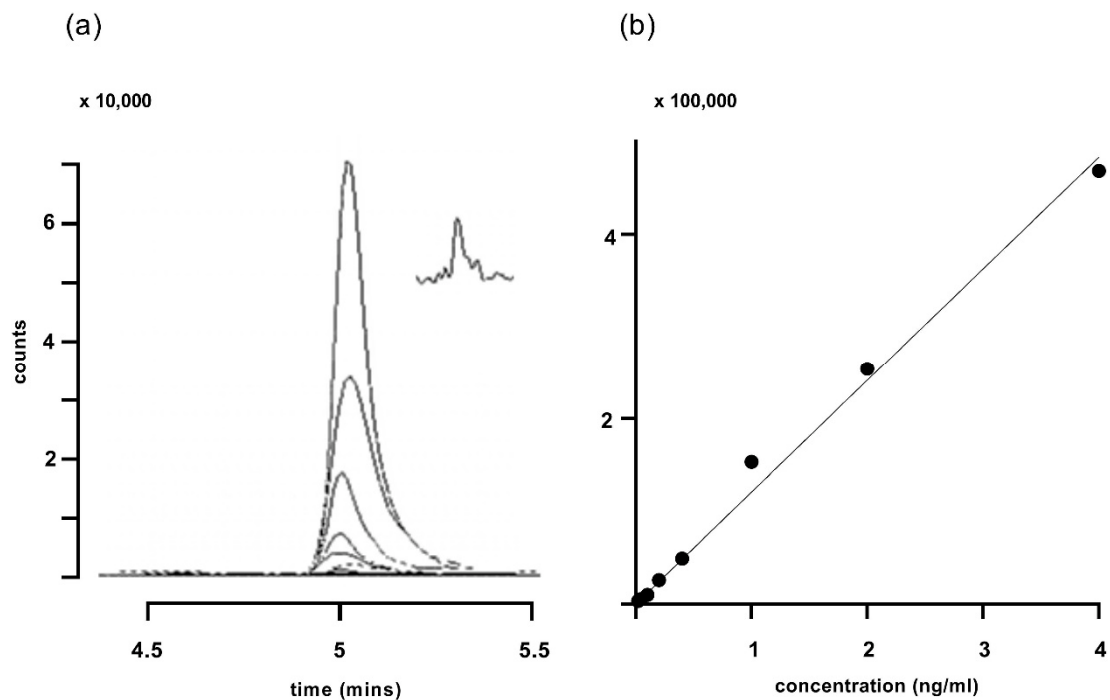 (a)
x 10,000
6
4
2
counts
4.5 5 5.5
time (mins)
(b)
x 100,000
4
2
1 2 3 4
concentration (ng/ml)